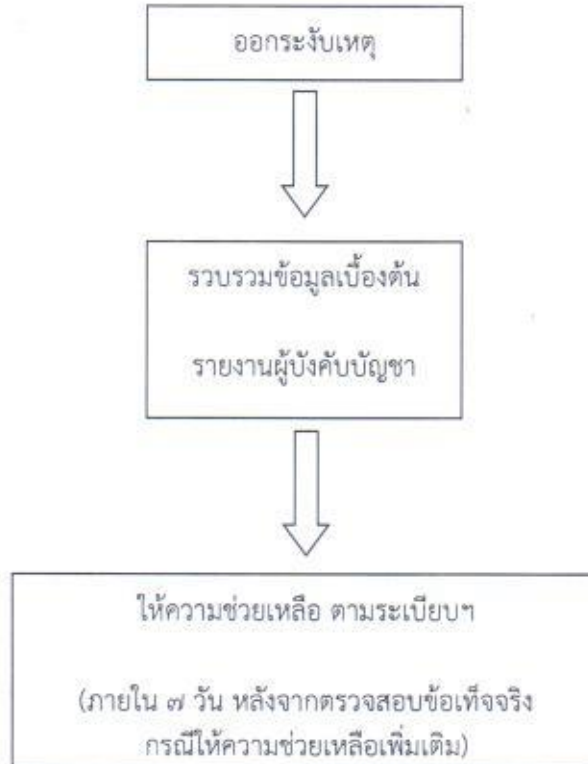 ออกระงับเหตุ
รวบรวมข้อมูลเบื้องต้น
รายงานผู้บังคับบัญชา
ให้ความช่วยเหลือ ตามระเบียบฯ
(ภายใน ๗ วัน หลังจากตรวจสอบข้อเท็จจริง
กรณีให้ความช่วยเหลือเพิ่มเติม)